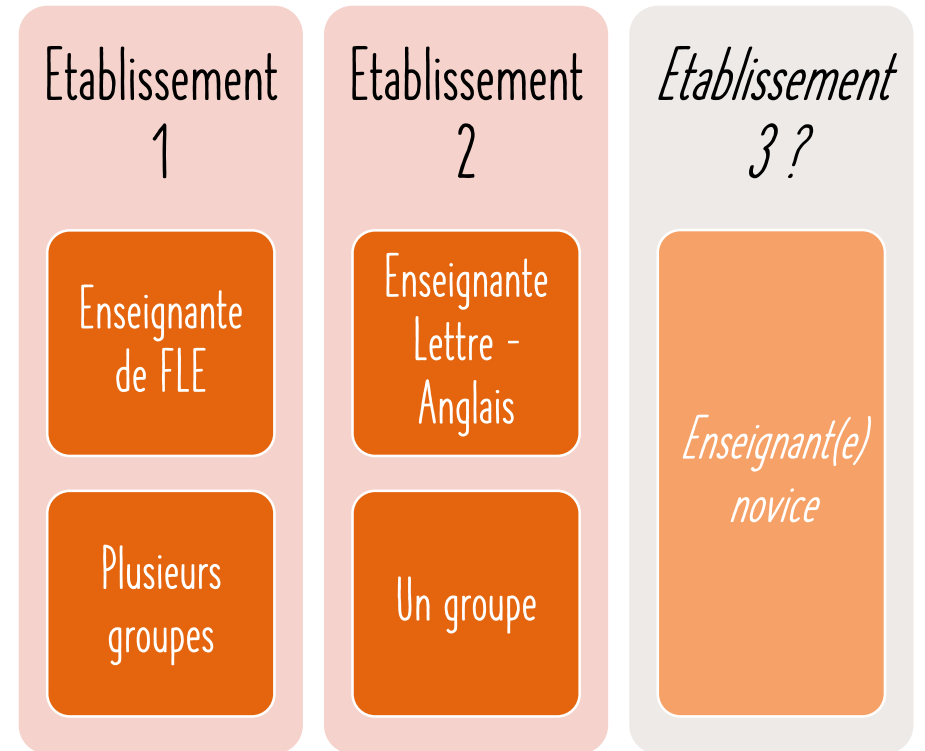 Etablissement
1
Enseignante
de FLE
Plusieurs
groupes
Etablissement
2
Enseignante
Lettre -
Anglais
Un groupe
Etablissement
3 ?
Enseignant(e)
novice